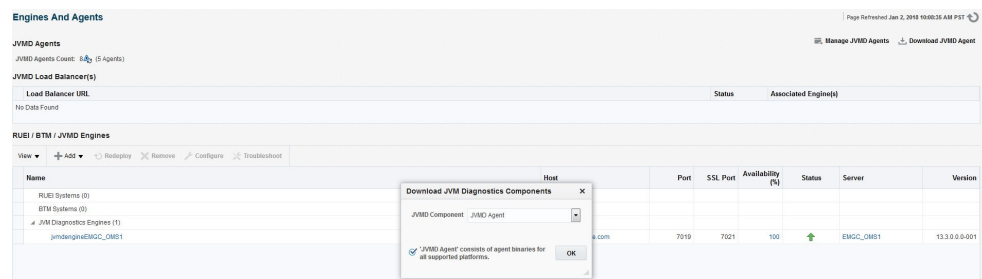 Engines And Agents
Page Refreshed Jan 2, 2018 10:08:35 AM PST
JVMD Agents
Manage JVMD Agents Download JVMD Agent
JVMD Agents Count: 8 (5 Agents)
JVMD Load Balancer(s)
Load Balancer URL Status Associated Engine(s)
No Data Found
RUEI / BTM / JVMD Engines
View Add Redeploy Remove Configure Troubleshoot
Name Host Port SSL Port Availability (%) Status Server Version
RUEI Systems (0)
BTM Systems (0)
JVM Diagnostics Engines (1)
jvmdengineEMGC_OMS1 e.com 7019 7021 100 EMGC_OMS1 13.3.0.0.0-001
Download JVM Diagnostics Components
JVMD Component JVMD Agent
'JVMD Agent' consists of agent binaries for
all supported platforms.
OK